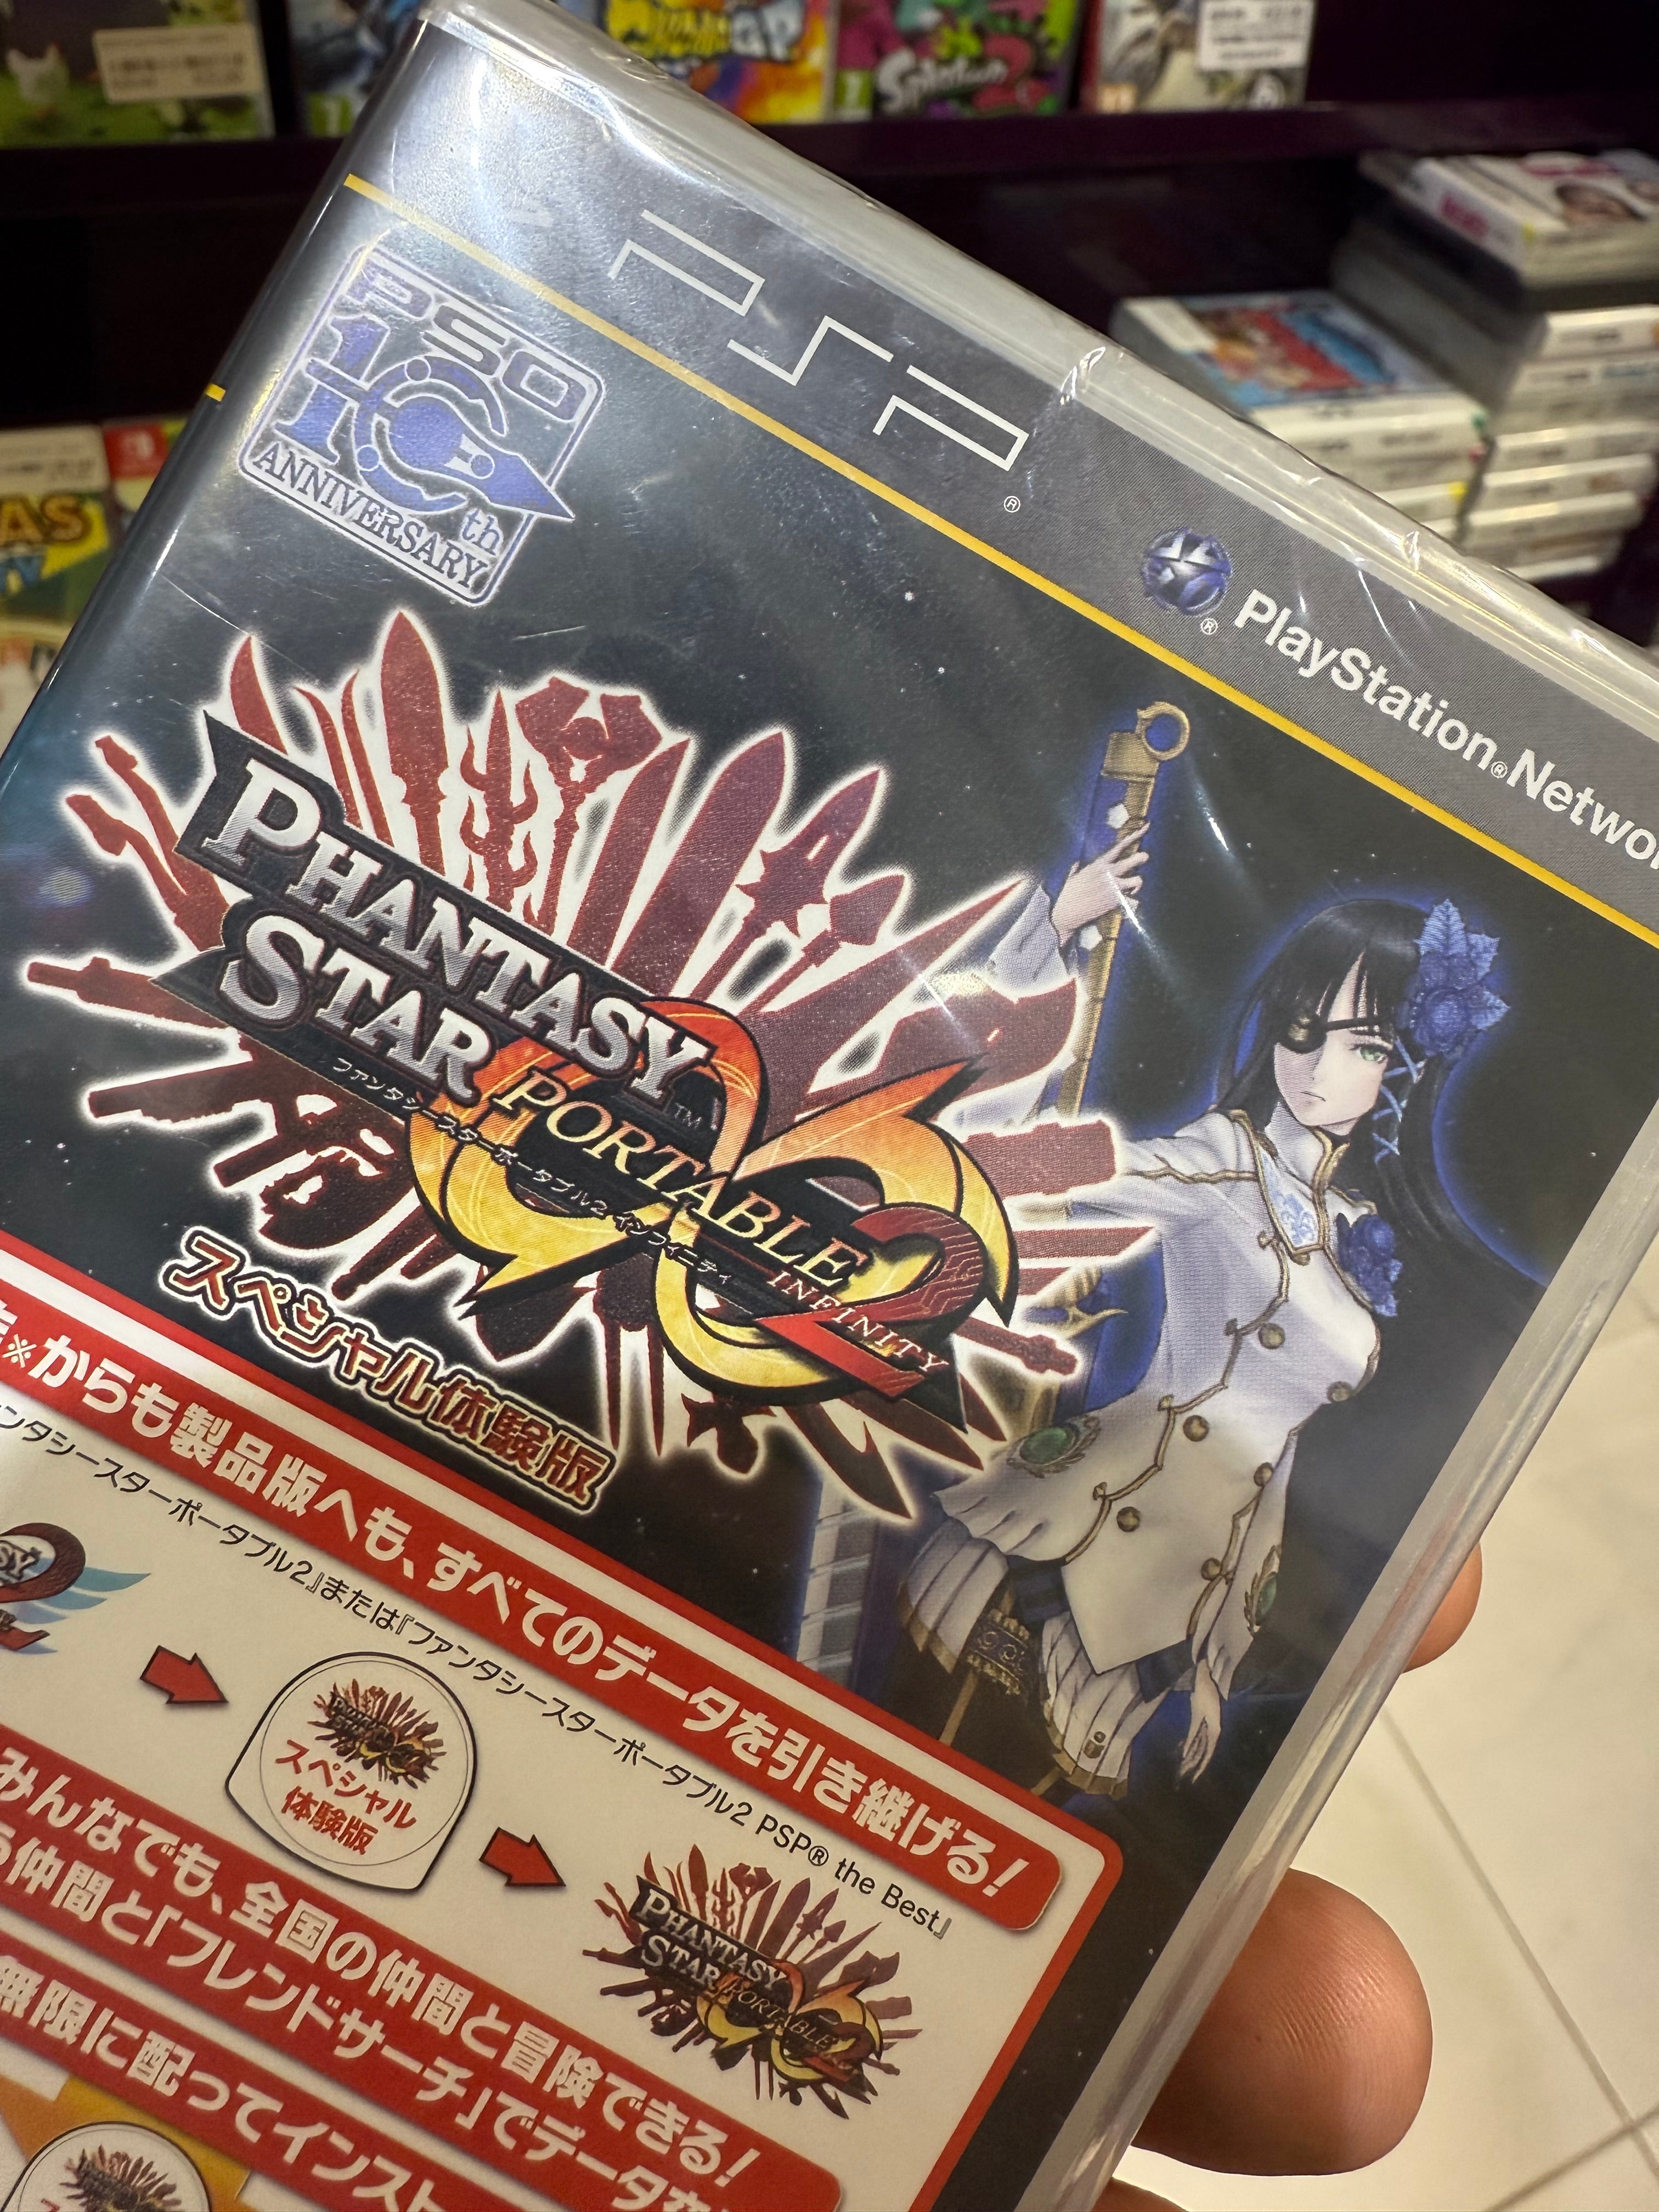 Splatoon 2
PSP®
PSO
10th
ANNIVERSARY
PlayStation®Networ
PHANTASY
STAR
PORTABLE 2
INFINITY
TM
ファンタシースターポータブル2 インフィニティ
スペシャル体験版
※からも製品版へも、すべてのデータを引き継げる!
ンタシースターポータブル2』または『ファンタシースターポータブル2 PSP® the Best』
スペシャル
体験版
PHANTASY
STAR
PORTABLE 2
みんなでも、全国の仲間と冒険できる!
仲間と「フレンドサーチ」でデータ
無限に配ってインスト